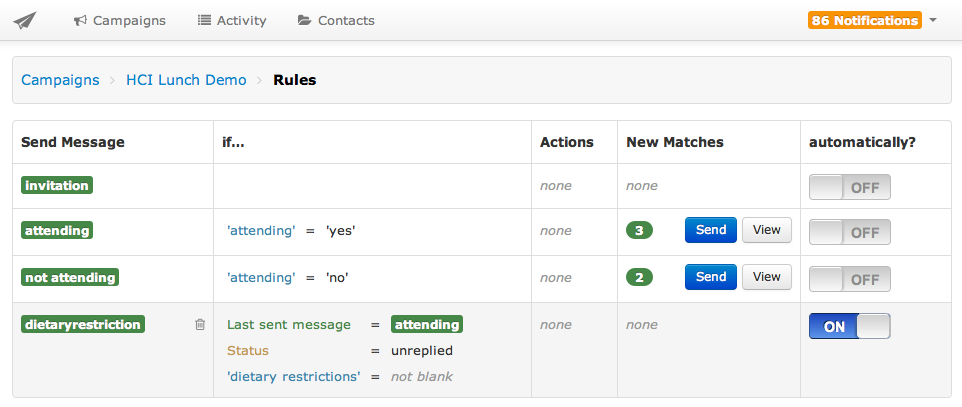 Campaigns Activity Contacts 86 Notifications
Campaigns > HCI Lunch Demo > Rules
Send Message if... Actions New Matches automatically?
invitation none none OFF
attending 'attending' = 'yes' none 3 Send View OFF
not attending 'attending' = 'no' none 2 Send View OFF
dietaryrestriction Last sent message = attending none none ON
Status = unreplied
'dietary restrictions' = not blank